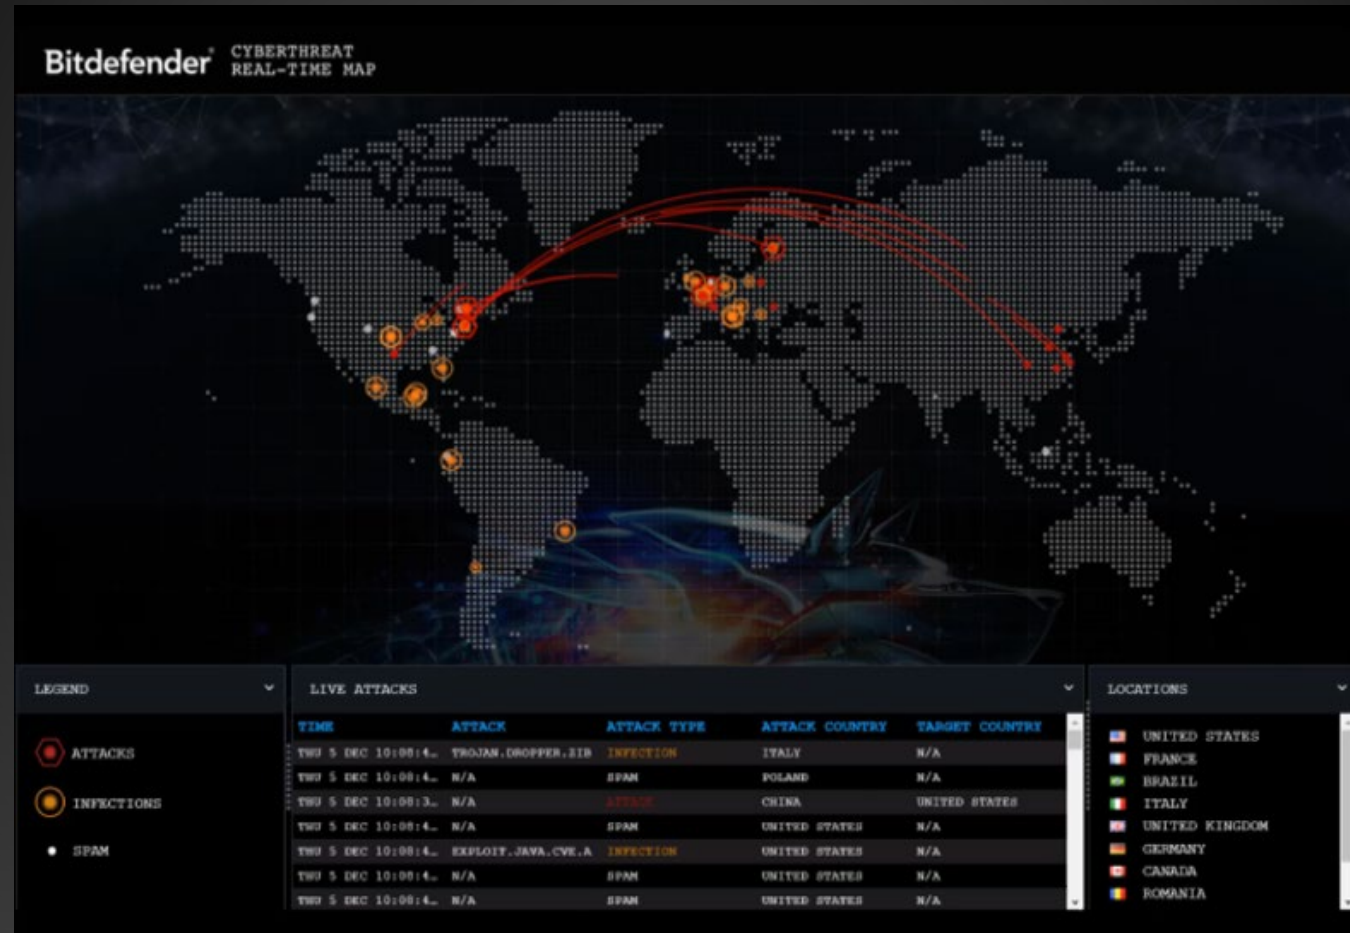 Bitdefender®
CYBERTHREAT
REAL-TIME MAP
LEGEND
ATTACKS
INFECTIONS
SPAM
LIVE ATTACKS
TIME ATTACK ATTACK TYPE ATTACK COUNTRY TARGET COUNTRY
THU 5 DEC 10:08:4… TROJAN.DROPPER.ZIB INFECTION ITALY N/A
THU 5 DEC 10:08:4… N/A SPAM POLAND N/A
THU 5 DEC 10:08:3… N/A ATTACK CHINA UNITED STATES
THU 5 DEC 10:08:4… N/A SPAM UNITED STATES N/A
THU 5 DEC 10:08:4… EXPLOIT.JAVA.CVE.A INFECTION UNITED STATES N/A
THU 5 DEC 10:08:4… N/A SPAM UNITED STATES N/A
THU 5 DEC 10:08:4… N/A SPAM UNITED STATES N/A
LOCATIONS
UNITED STATES
FRANCE
BRAZIL
ITALY
UNITED KINGDOM
GERMANY
CANADA
ROMANIA